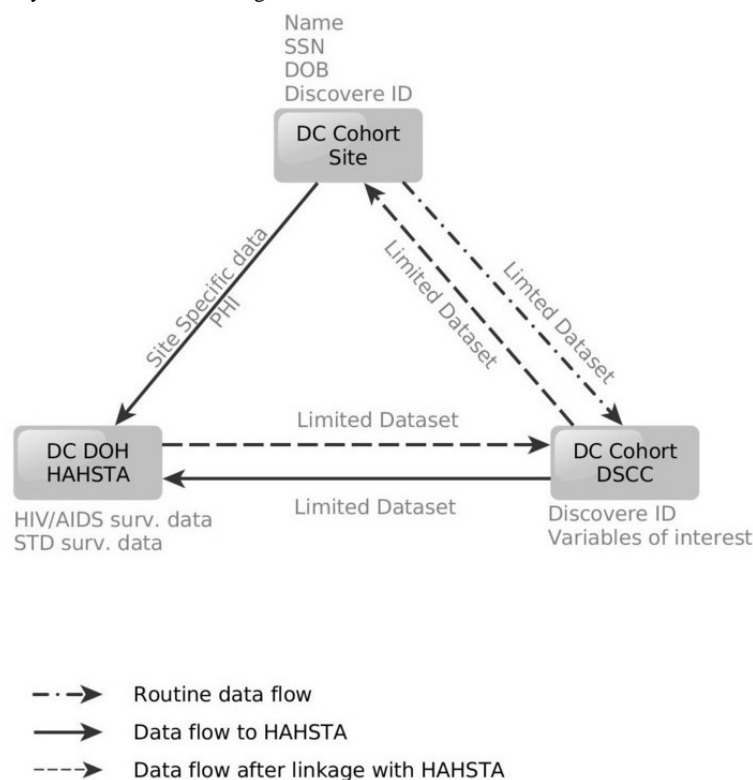 Name
SSN
DOB
Discovere ID
DC Cohort
Site
Site Specific data
PHI
Limited Dataset
Limted Dataset
Limited Dataset
DC DOH
HAHSTA
DC Cohort
DSCC
Limited Dataset
HIV/AIDS surv. data
STD surv. data
Discovere ID
Variables of interest
Routine data flow
Data flow to HAHSTA
Data flow after linkage with HAHSTA